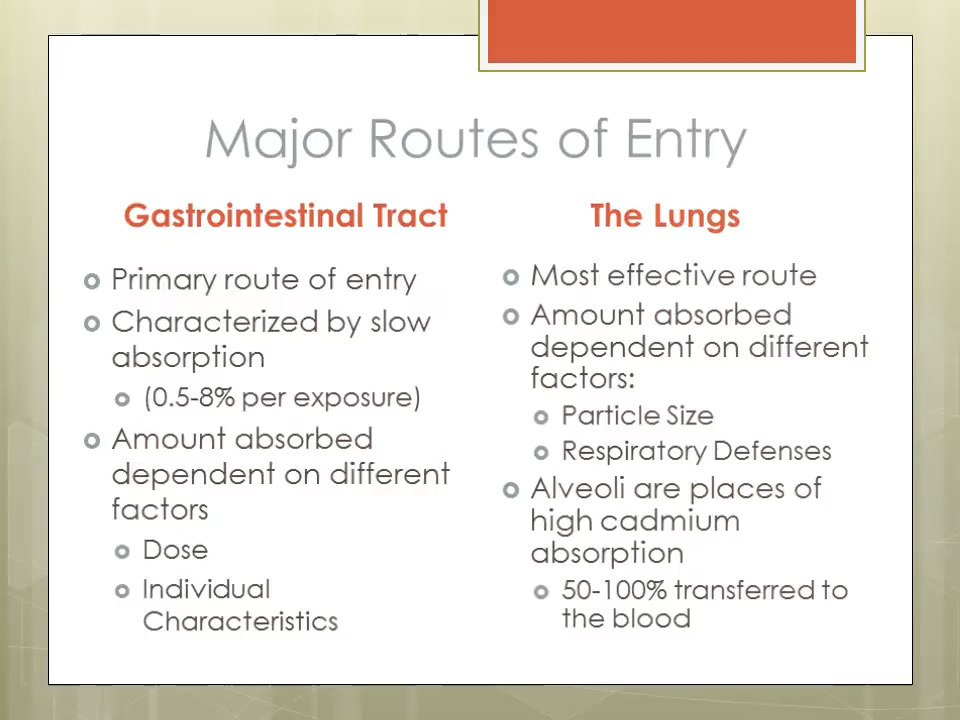 Major Routes of Entry
Gastrointestinal Tract
Primary route of entry
Characterized by slow
absorption
(0.5-8% per exposure)
Amount absorbed
dependent on different
factors
Dose
Individual
Characteristics
The Lungs
Most effective route
Amount absorbed
dependent on different
factors:
Particle Size
Respiratory Defenses
Alveoli are places of
high cadmium
absorption
50-100% transferred to
the blood